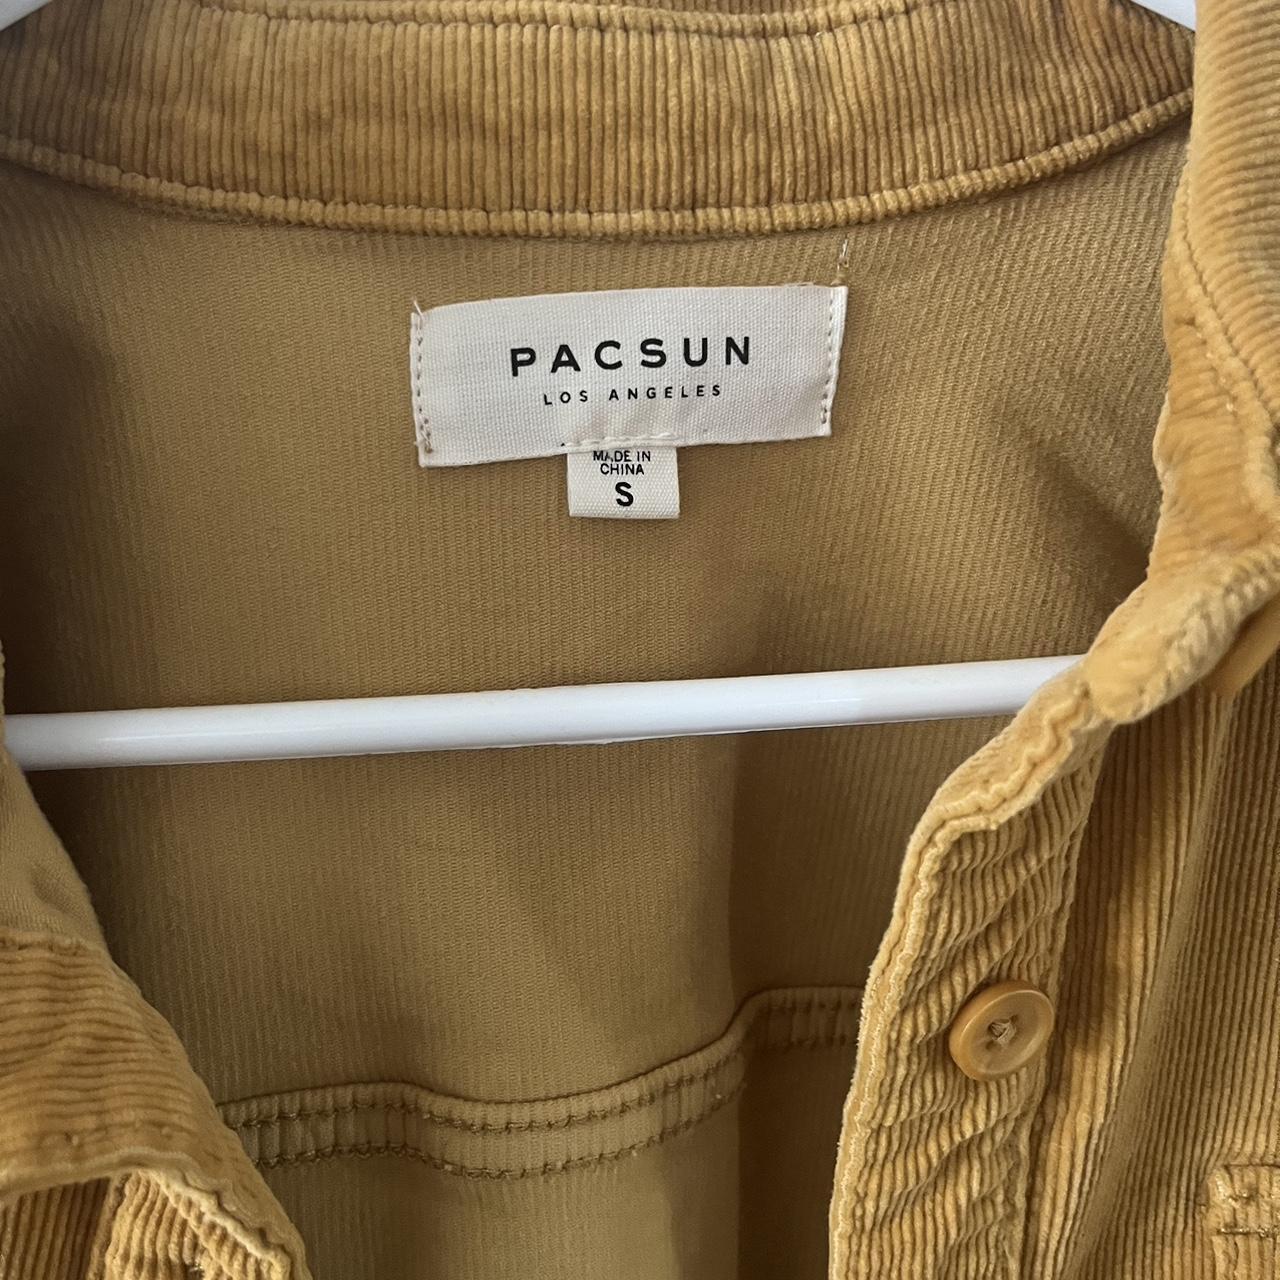 PACSUN
LOS ANGELES
MADE IN
CHINA
S